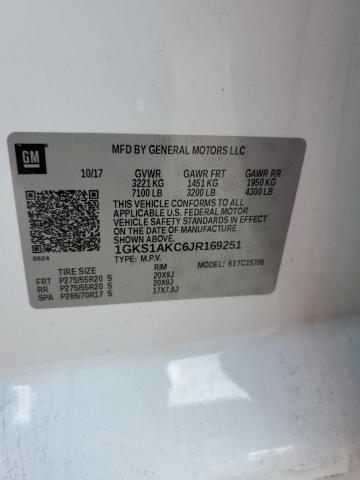 GM
MFD BY GENERAL MOTORS LLC
10/17 GVWR GAWR FRT GAWR RR
3221 KG 1451 KG 1950 KG
7100 LB 3200 LB 4300 LB
THIS VEHICLE CONFORMS TO ALL
APPLICABLE U.S. FEDERAL MOTOR
VEHICLE SAFETY STANDARDS IN
EFFECT ON THE DATE OF MANUFACTURE
SHOWN ABOVE.
1GKS1AKC6JR169251
8624 TYPE: M.P.V. MODEL: 61TC15706
TIRE SIZE RIM
FRT P275/55R20 S 20X9J
RR P275/55R20 S 20X9J
SPA P265/70R17 S 17X7.5J